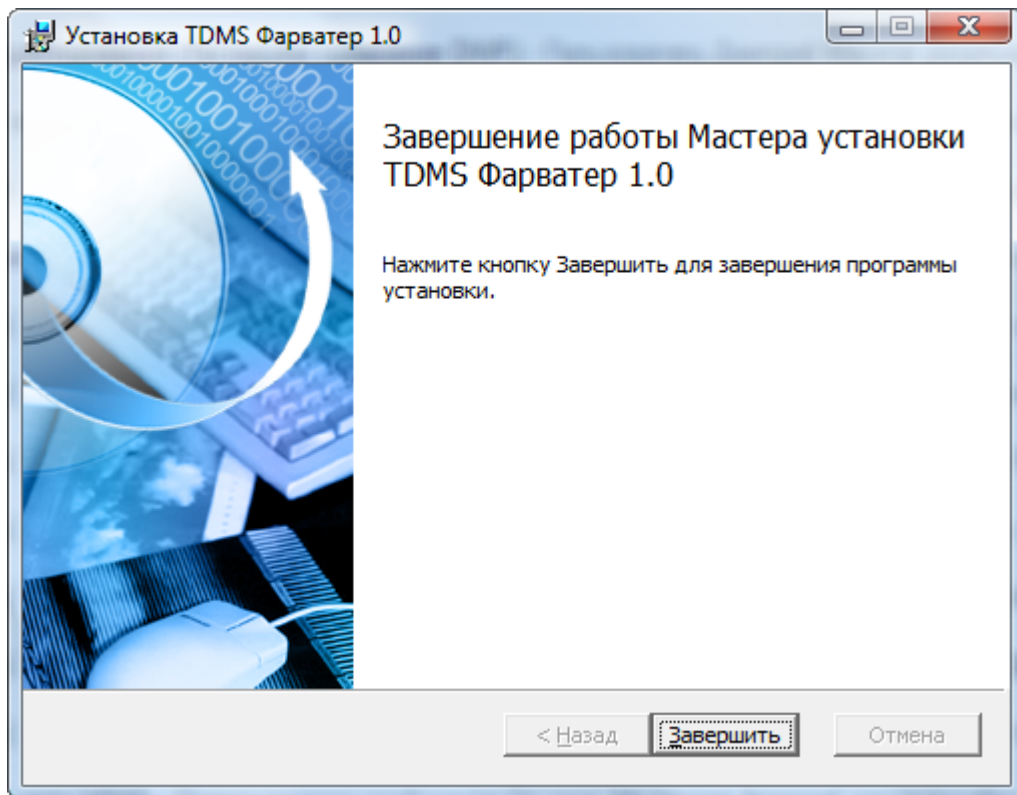 Установка TDMS Фарватер 1.0
Завершение работы Мастера установки
TDMS Фарватер 1.0
Нажмите кнопку Завершить для завершения программы
установки.
< Назад
Завершить
Отмена